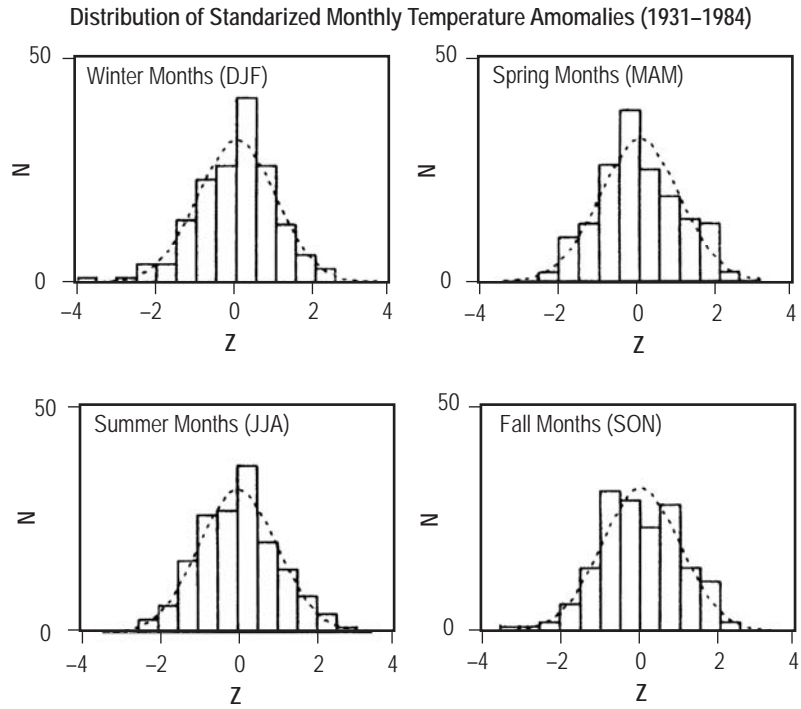 Distribution of Standarized Monthly Temperature Amomalies (1931–1984)
50
Winter Months (DJF)
N
0
–4 –2 0 2 4
Z
50
Spring Months (MAM)
N
0
–4 –2 0 2 4
Z
50
Summer Months (JJA)
N
0
–4 –2 0 2 4
Z
50
Fall Months (SON)
N
0
–4 –2 0 2 4
Z